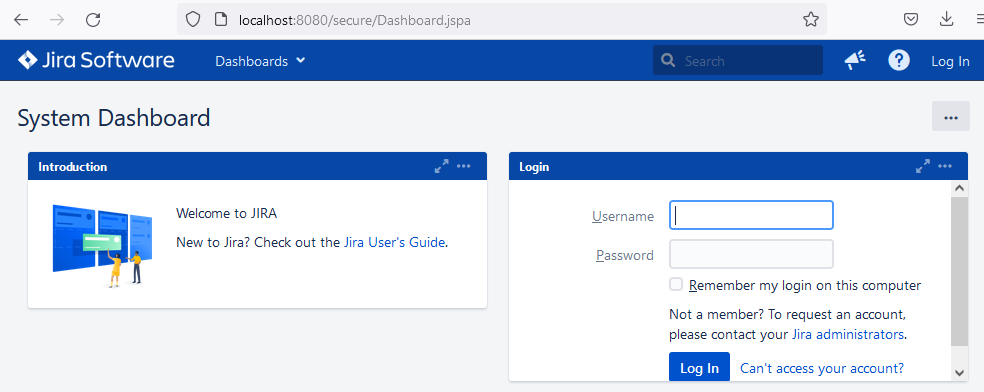 localhost:8080/secure/Dashboard.jspa
Jira Software Dashboards Search ? Log In
System Dashboard
Introduction
Welcome to JIRA
New to Jira? Check out the Jira User's Guide.
Login
Username
Password
Remember my login on this computer
Not a member? To request an account,
please contact your Jira administrators.
Log In Can't access your account?